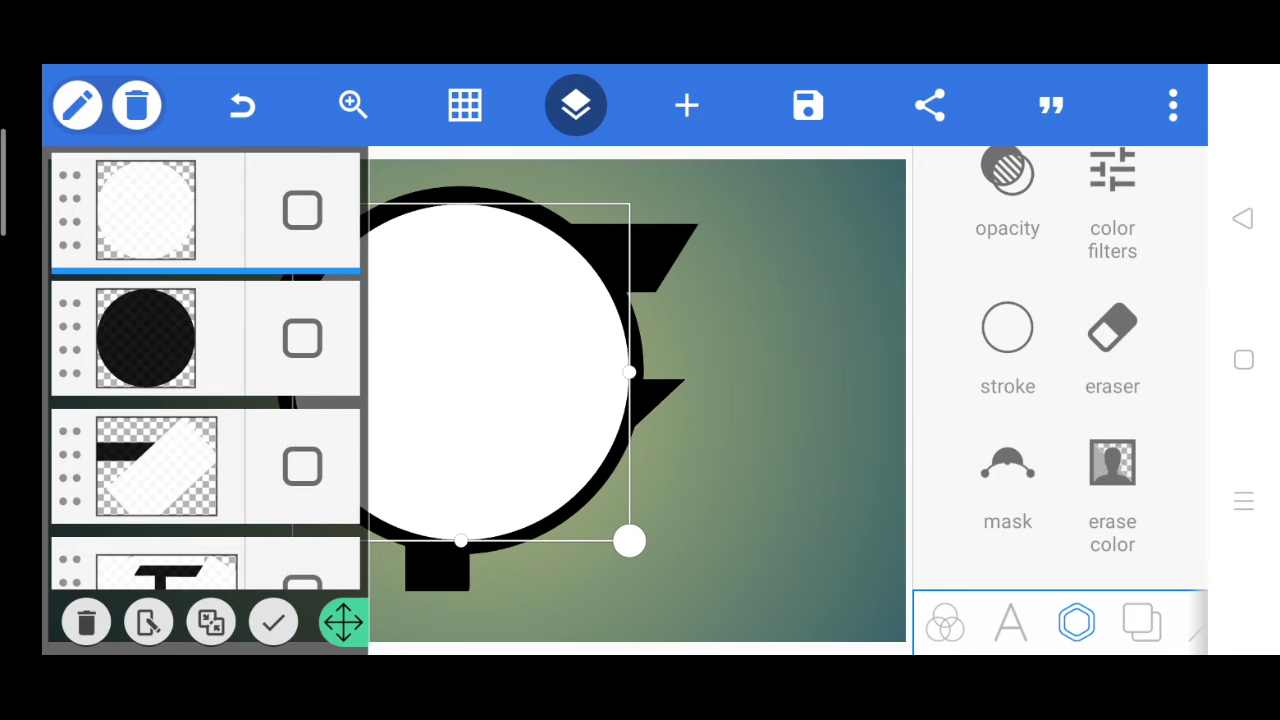 opacity
color
filters
stroke
eraser
mask
erase
color